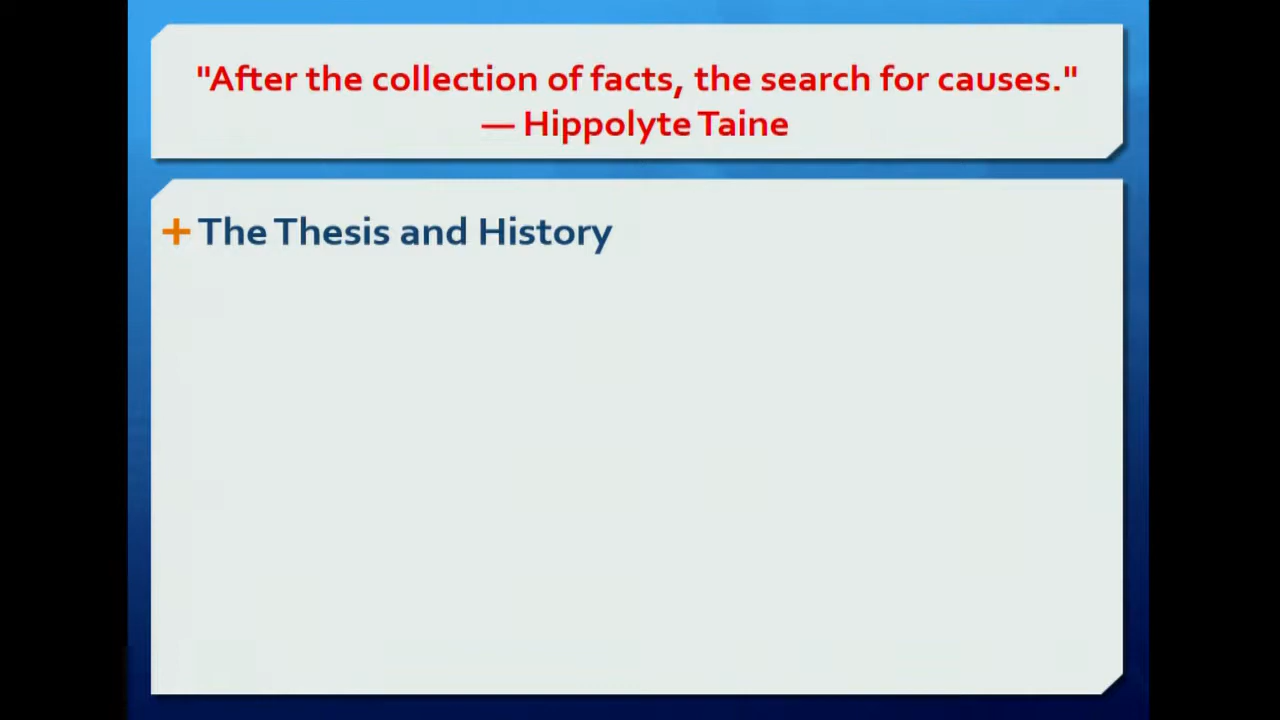 "After the collection of facts, the search for causes."
— Hippolyte Taine
+ The Thesis and History